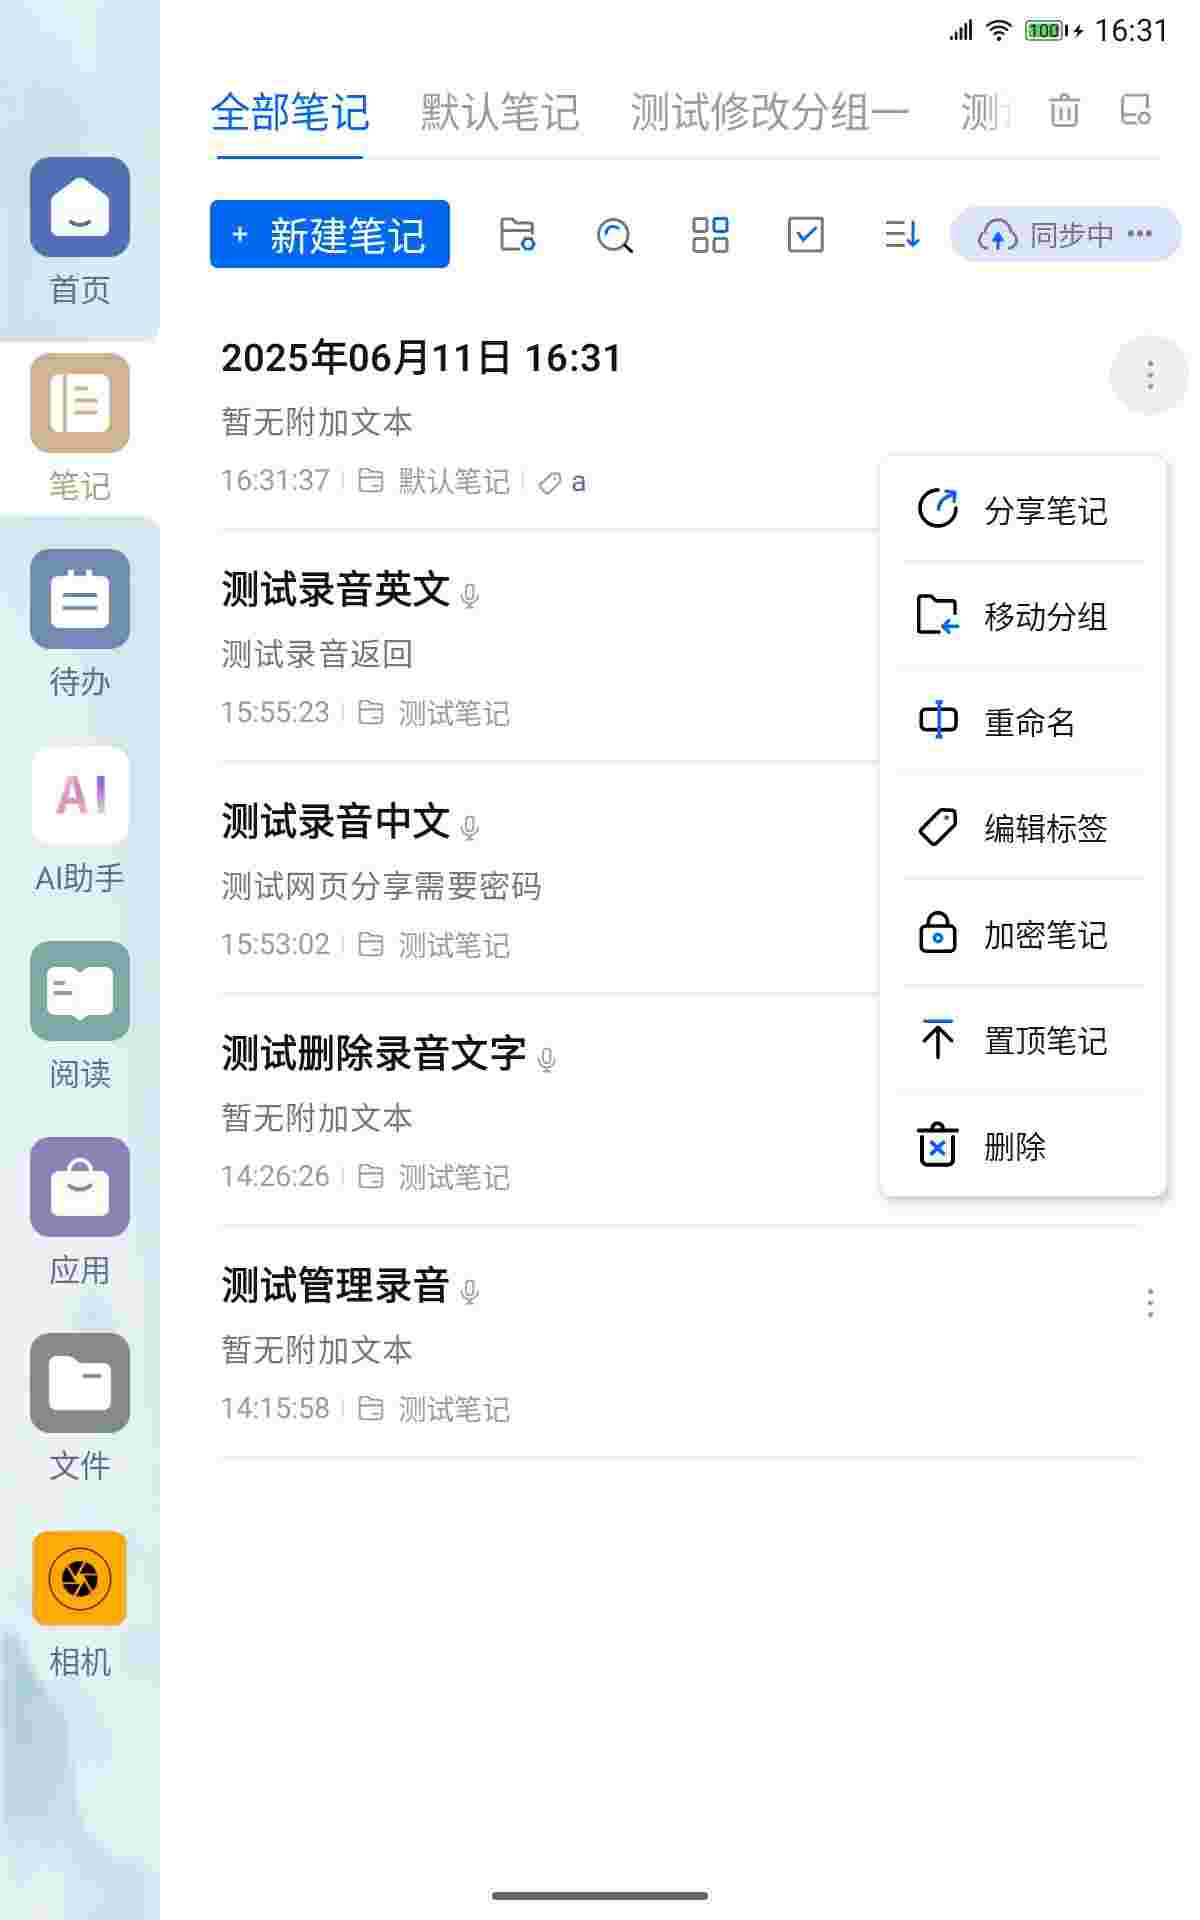 100 16:31
全部笔记 默认笔记 测试修改分组一 测
+ 新建笔记 同步中 •••
首页
笔记
待办
AI
AI助手
阅读
应用
文件
相机
2025年06月11日 16:31
暂无附加文本
16:31:37 默认笔记 a
测试录音英文
测试录音返回
15:55:23 测试笔记
测试录音中文
测试网页分享需要密码
15:53:02 测试笔记
测试删除录音文字
暂无附加文本
14:26:26 测试笔记
测试管理录音
暂无附加文本
14:15:58 测试笔记
分享笔记
移动分组
重命名
编辑标签
加密笔记
置顶笔记
删除